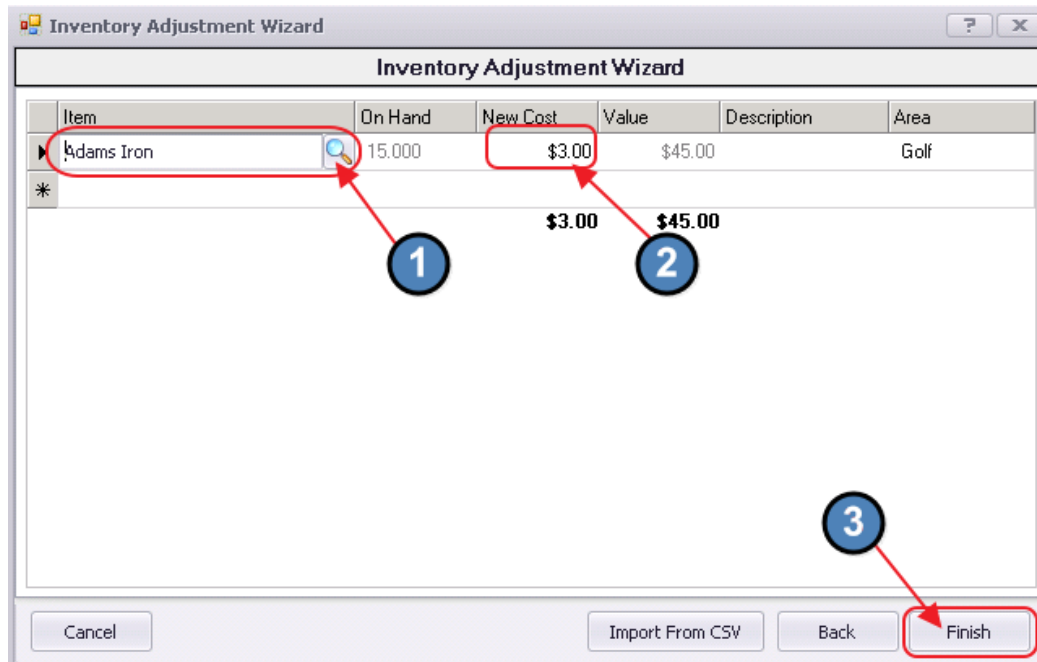 Inventory Adjustment Wizard ? x
Inventory Adjustment Wizard
Item On Hand New Cost Value Description Area
Adams Iron 15.000 $3.00 $45.00 Golf
$3.00 $45.00
1 2
3
Cancel Import From CSV Back Finish